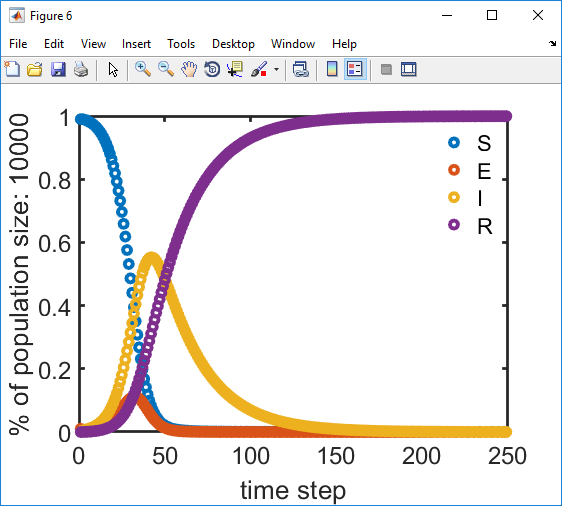 Figure 6
File Edit View Insert Tools Desktop Window Help
% of population size: 10000
1
0.8
0.6
0.4
0.2
0
0 50 100 150 200 250
time step
S
E
I
R